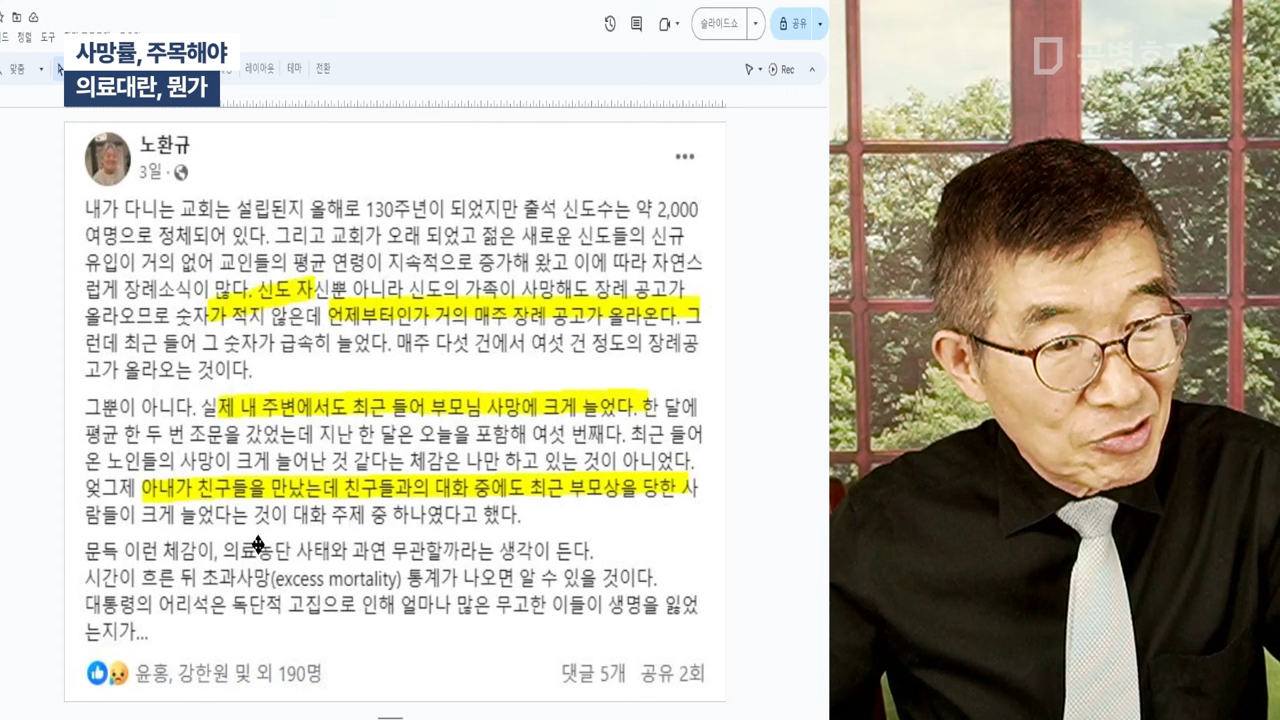 슬라이드쇼
공유
정렬 도구
사망률, 주목해야
의료대란, 뭔가
맞춤
레이아웃 테마 전환
Rec
공병호TV
노환규
3일
내가 다니는 교회는 설립된지 올해로 130주년이 되었지만 출석 신도수는 약 2,000
여명으로 정체되어 있다. 그리고 교회가 오래 되었고 젊은 새로운 신도들의 신규
유입이 거의 없어 교인들의 평균 연령이 지속적으로 증가해 왔고 이에 따라 자연스
럽게 장례소식이 많다. 신도 자신뿐 아니라 신도의 가족이 사망해도 장례 공고가
올라오므로 숫자가 적지 않은데 언제부터인가 거의 매주 장례 공고가 올라온다. 그
런데 최근 들어 그 숫자가 급속히 늘었다. 매주 다섯 건에서 여섯 건 정도의 장례공
고가 올라오는 것이다.
그뿐이 아니다. 실제 내 주변에서도 최근 들어 부모님 사망에 크게 늘었다. 한 달에
평균 한 두 번 조문을 갔었는데 지난 한 달은 오늘을 포함해 여섯 번째다. 최근 들어
온 노인들의 사망이 크게 늘어난 것 같다는 체감은 나만 하고 있는 것이 아니었다.
엊그제 아내가 친구들을 만났는데 친구들과의 대화 중에도 최근 부모상을 당한 사
람들이 크게 늘었다는 것이 대화 주제 중 하나였다고 했다.
문득 이런 체감이, 의료농단 사태와 과연 무관할까라는 생각이 든다.
시간이 흐른 뒤 초과사망(excess mortality) 통계가 나오면 알 수 있을 것이다.
대통령의 어리석은 독단적 고집으로 인해 얼마나 많은 무고한 이들이 생명을 잃었
는지가...
윤홍, 강한원 및 외 190명
댓글 5개 공유 2회